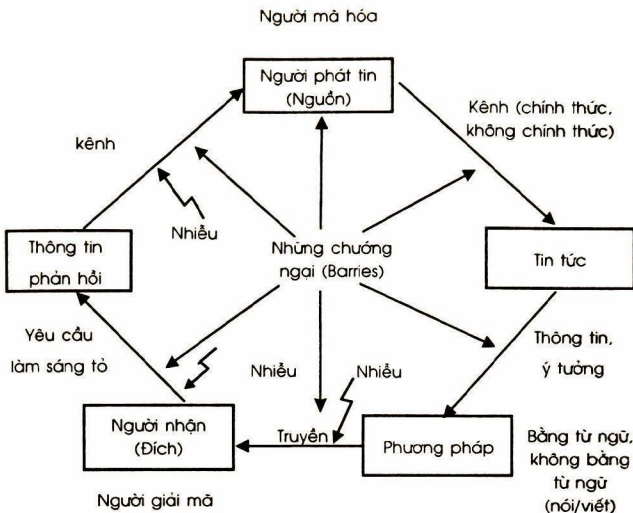 Người mã hóa
Người phát tin
(Nguồn)
Kênh (chính thức,
không chính thức)
kênh
Nhiễu
Thông tin
phản hồi
Những chướng
ngại (Barries)
Tin tức
Yêu cầu
làm sáng tỏ
Nhiễu
Nhiễu
Thông tin,
ý tưởng
Người nhận
(Đích)
Truyền
Phương pháp
Bằng từ ngữ,
không bằng
từ ngữ
(nói/viết)
Người giải mã